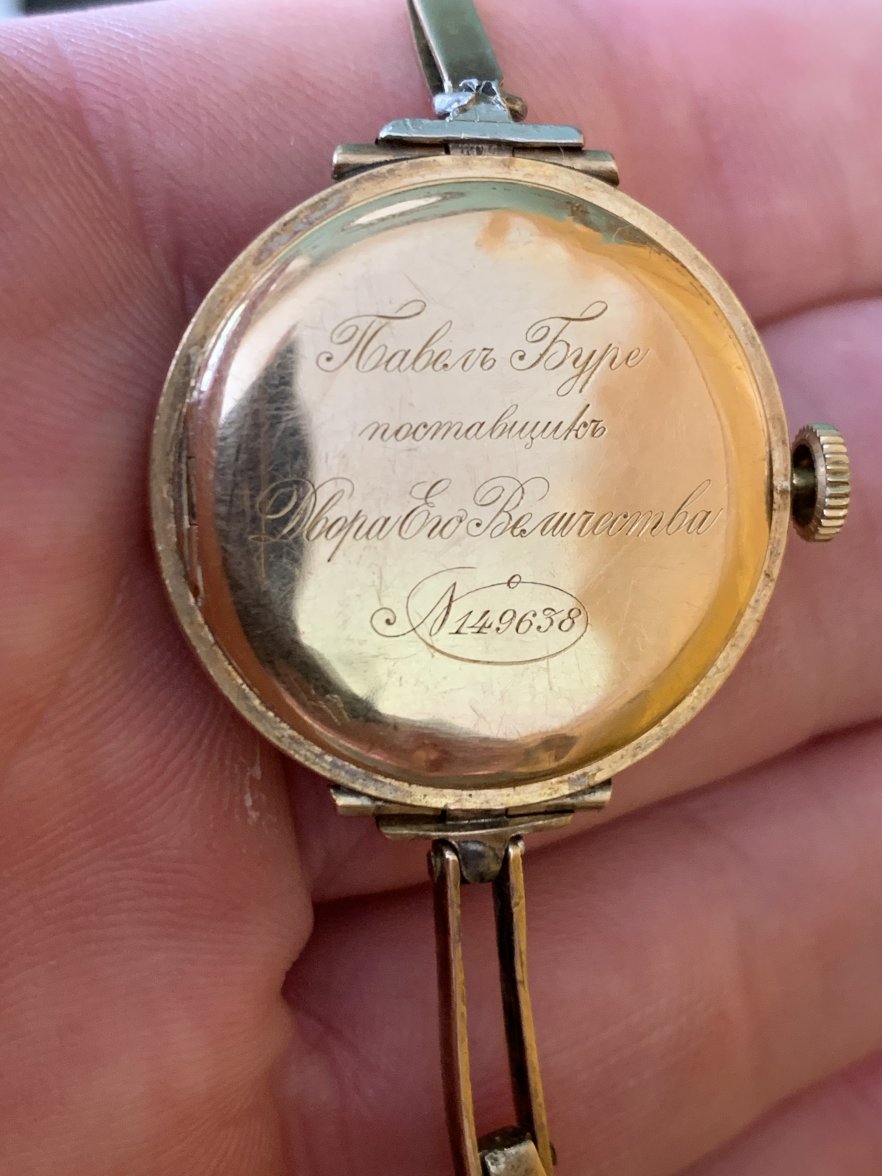 Павелъ Буре
поставщикъ
Двора Его Величества
№ 149638